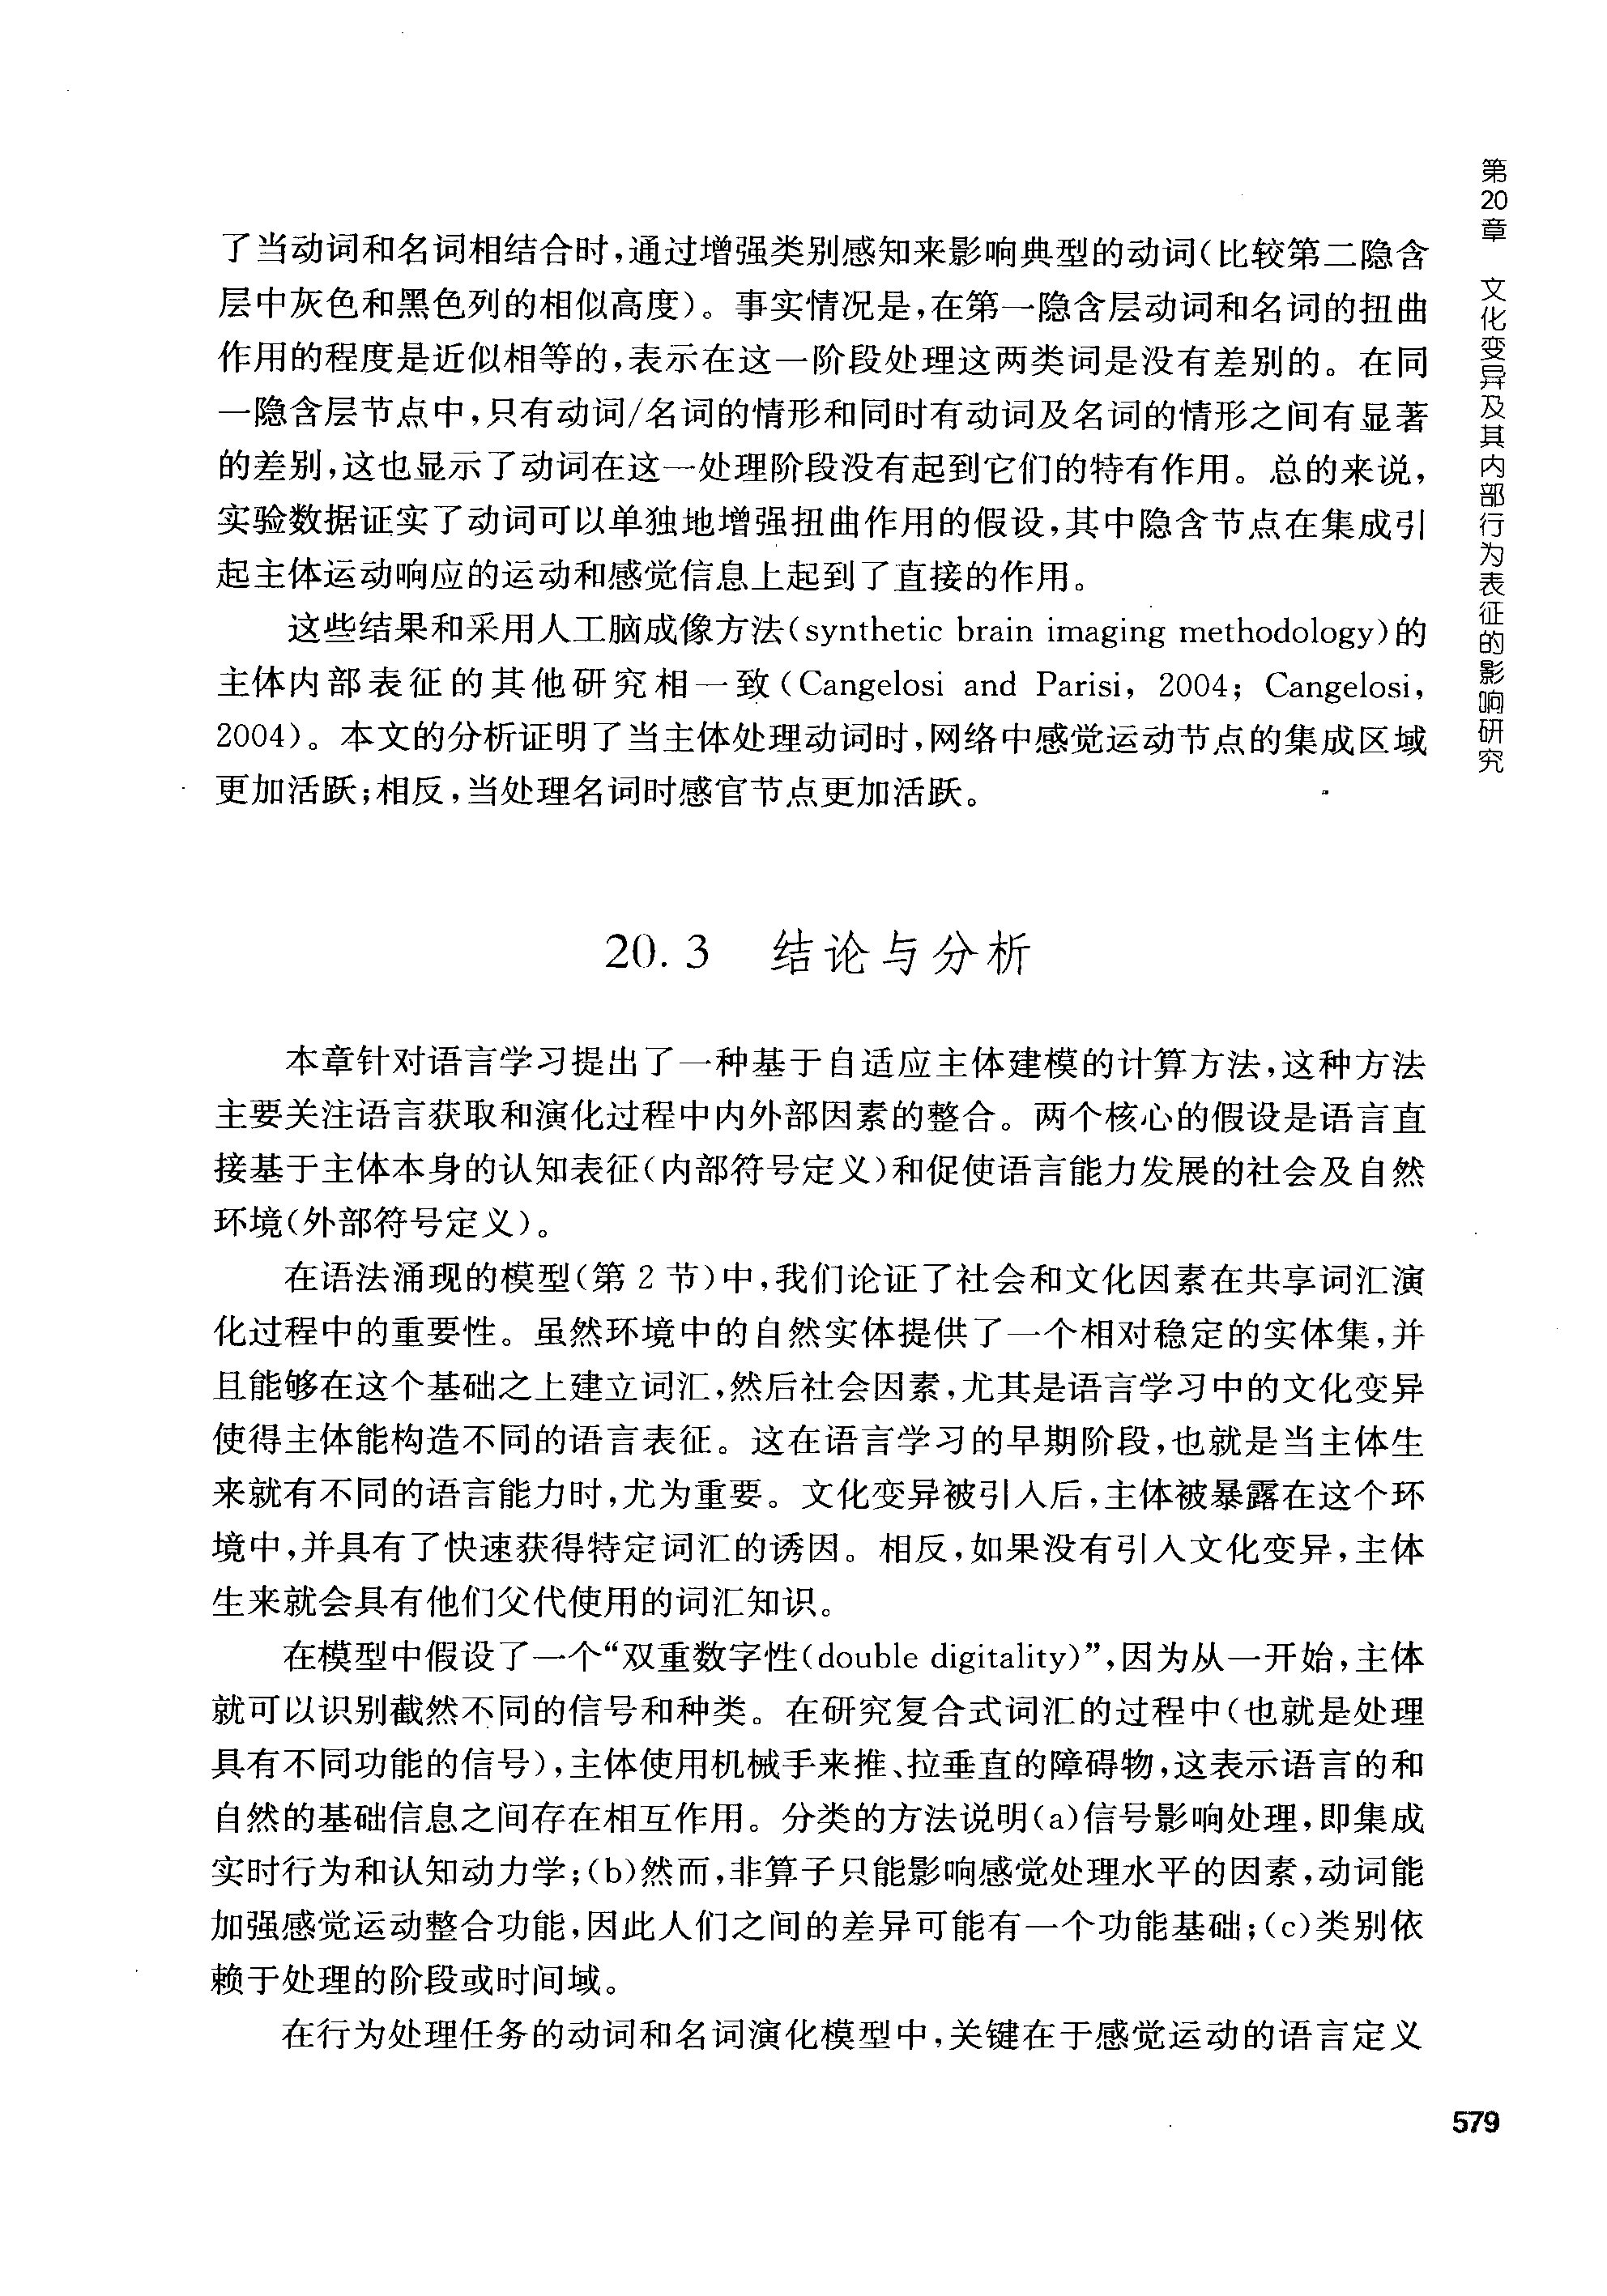 第20章 文化变异及其内部行为表征的影响研究
了当动词和名词相结合时,通过增强类别感知来影响典型的动词(比较第二隐含
层中灰色和黑色列的相似高度)。事实情况是,在第一隐含层动词和名词的扭曲
作用的程度是近似相等的,表示在这一阶段处理这两类词是没有差别的。在同
一隐含层节点中,只有动词/名词的情形和同时有动词及名词的情形之间有显著
的差别,这也显示了动词在这一处理阶段没有起到它们的特有作用。总的来说,
实验数据证实了动词可以单独地增强扭曲作用的假设,其中隐含节点在集成引
起主体运动响应的运动和感觉信息上起到了直接的作用。
这些结果和采用人工脑成像方法(synthetic brain imaging methodology)的
主体内部表征的其他研究相一致(Cangelosi and Parisi, 2004; Cangelosi,
2004)。本文的分析证明了当主体处理动词时,网络中感觉运动节点的集成区域
更加活跃;相反,当处理名词时感官节点更加活跃。
20.3 结论与分析
本章针对语言学习提出了一种基于自适应主体建模的计算方法,这种方法
主要关注语言获取和演化过程中内外部因素的整合。两个核心的假设是语言直
接基于主体本身的认知表征(内部符号定义)和促使语言能力发展的社会及自然
环境(外部符号定义)。
在语法涌现的模型(第 2 节)中,我们论证了社会和文化因素在共享词汇演
化过程中的重要性。虽然环境中的自然实体提供了一个相对稳定的实体集,并
且能够在这个基础之上建立词汇,然后社会因素,尤其是语言学习中的文化变异
使得主体能构造不同的语言表征。这在语言学习的早期阶段,也就是当主体生
来就有不同的语言能力时,尤为重要。文化变异被引入后,主体被暴露在这个环
境中,并具有了快速获得特定词汇的诱因。相反,如果没有引入文化变异,主体
生来就会具有他们父代使用的词汇知识。
在模型中假设了一个“双重数字性(double digitality)”,因为从一开始,主体
就可以识别截然不同的信号和种类。在研究复合式词汇的过程中(也就是处理
具有不同功能的信号),主体使用机械手来推、拉垂直的障碍物,这表示语言的和
自然的基础信息之间存在相互作用。分类的方法说明(a)信号影响处理,即集成
实时行为和认知动力学;(b)然而,非算子只能影响感觉处理水平的因素,动词能
加强感觉运动整合功能,因此人们之间的差异可能有一个功能基础;(c)类别依
赖于处理的阶段或时间域。
在行为处理任务的动词和名词演化模型中,关键在于感觉运动的语言定义
579